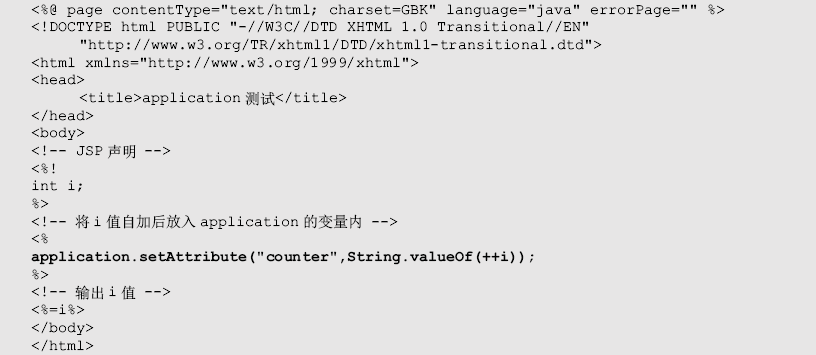 <%@ page contentType="text/html; charset=GBK" language="java" errorPage="" %>
<!DOCTYPE html PUBLIC "-//W3C//DTD XHTML 1.0 Transitional//EN"
"http://www.w3.org/TR/xhtml1/DTD/xhtml1-transitional.dtd">
<html xmlns="http://www.w3.org/1999/xhtml">
<head>
<title>application 测试</title>
</head>
<body>
<!-- JSP 声明 -->
<%!
int i;
%>
<!-- 将 i 值自加后放入 application 的变量内 -->
<%
application.setAttribute("counter",String.valueOf(++i));
%>
<!-- 输出 i 值 -->
<%=i%>
</body>
</html>